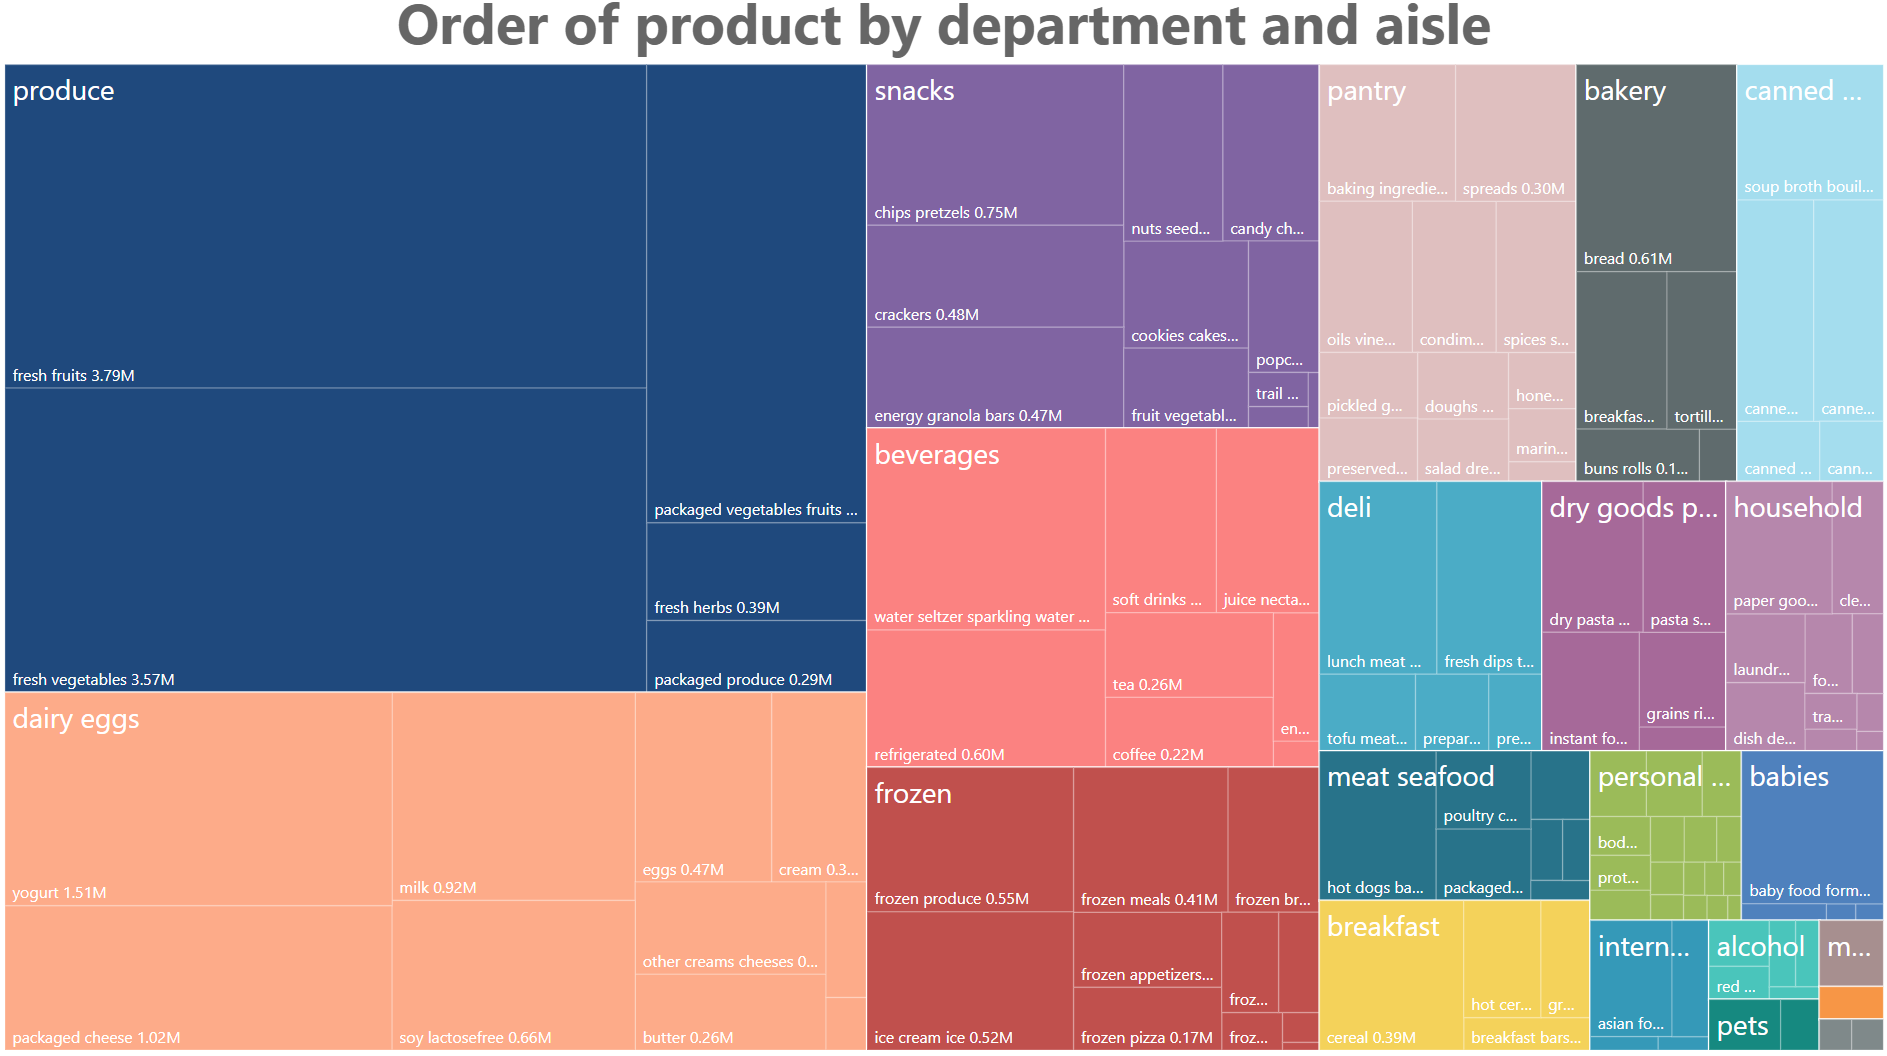 Order of product by department and aisle
produce
fresh fruits 3.79M
fresh vegetables 3.57M
packaged vegetables fruits ...
fresh herbs 0.39M
packaged produce 0.29M
dairy eggs
yogurt 1.51M
packaged cheese 1.02M
milk 0.92M
soy lactosefree 0.66M
eggs 0.47M
cream 0.3...
other creams cheeses 0...
butter 0.26M
snacks
chips pretzels 0.75M
crackers 0.48M
energy granola bars 0.47M
nuts seed...
candy ch...
cookies cakes...
fruit vegetabl...
popc...
trail ...
beverages
water seltzer sparkling water ...
refrigerated 0.60M
soft drinks ...
juice necta...
tea 0.26M
coffee 0.22M
en...
frozen
frozen produce 0.55M
ice cream ice 0.52M
frozen meals 0.41M
frozen br...
frozen appetizers...
frozen pizza 0.17M
froz...
froz...
pantry
baking ingredie...
spreads 0.30M
oils vine...
condim...
spices s...
pickled g...
doughs ...
hone...
preserved...
salad dre...
marin...
bakery
bread 0.61M
breakfas...
tortill...
buns rolls 0.1...
canned ...
soup broth bouil...
canne...
canne...
canned ...
cann...
deli
lunch meat ...
fresh dips t...
tofu meat...
prepar...
pre...
dry goods p...
dry pasta ...
pasta s...
instant fo...
grains ri...
household
paper goo...
cle...
laundr...
fo...
dish de...
tra...
meat seafood
hot dogs ba...
poultry c...
packaged...
personal ...
bod...
prot...
babies
baby food form...
breakfast
cereal 0.39M
hot cer...
gr...
breakfast bars...
intern...
asian fo...
alcohol
red ...
pets
m...